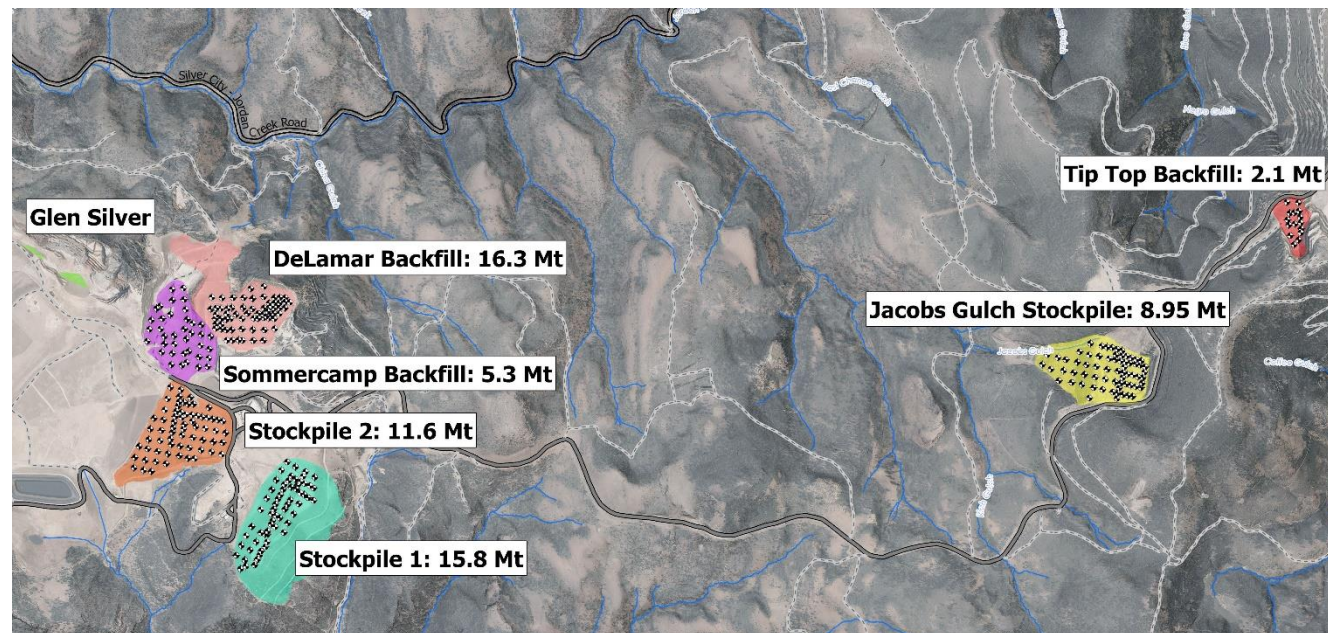 Silver City - Jordan
Creek Road
Tip Top Backfill: 2.1 Mt
Glen Silver
DeLamar Backfill: 16.3 Mt
Jacobs Gulch Stockpile: 8.95 Mt
Jacobs Gulch
Coffee Gulch
Sommercamp Backfill: 5.3 Mt
Stockpile 2: 11.6 Mt
Stockpile 1: 15.8 Mt